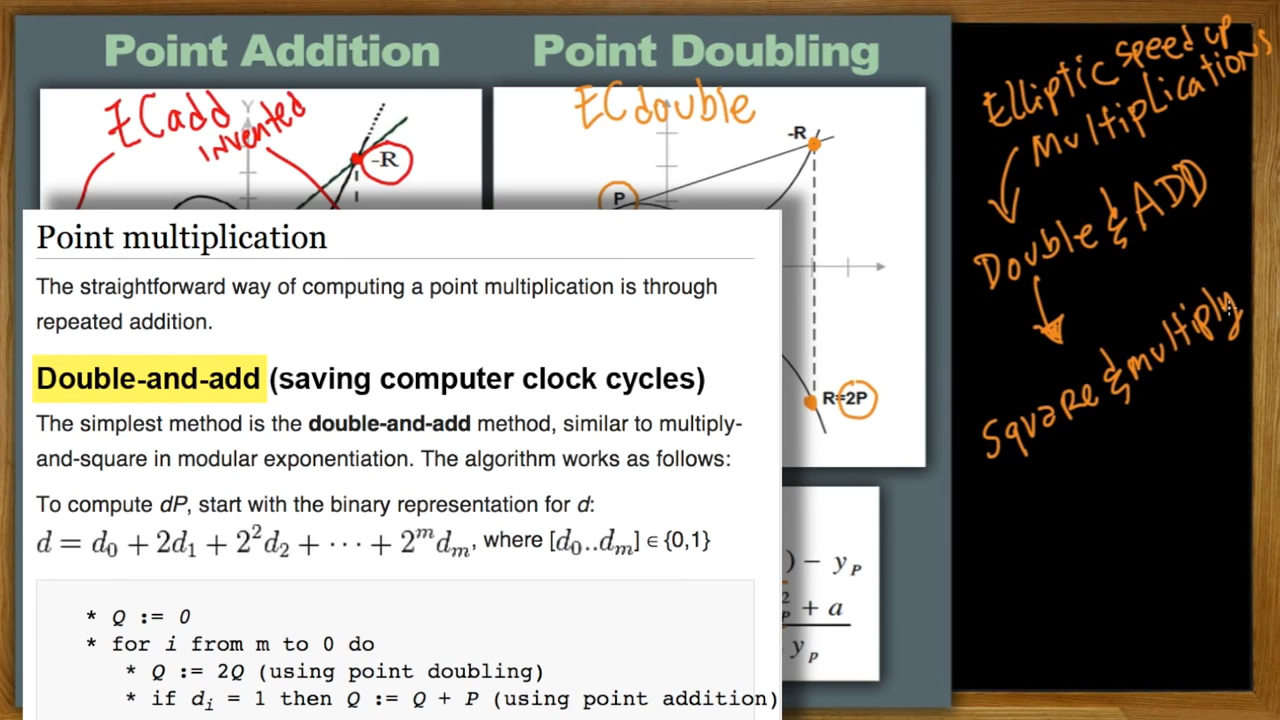 Point Addition
Point Doubling
ECadd
invented
-R
ECdouble
-R
P
R=2P
Point multiplication
The straightforward way of computing a point multiplication is through
repeated addition.
Double-and-add (saving computer clock cycles)
The simplest method is the double-and-add method, similar to multiply-
and-square in modular exponentiation. The algorithm works as follows:
To compute dP, start with the binary representation for d:
d = d₀ + 2d₁ + 2²d₂ + ··· + 2ᵐdₘ, where [d₀..dₘ] ∈ {0,1}
* Q := 0
* for i from m to 0 do
* Q := 2Q (using point doubling)
* if dᵢ = 1 then Q := Q + P (using point addition)
) − y_P
+ a
y_P
Elliptic speed up
Multiplications
Double & ADD
Square & multiply